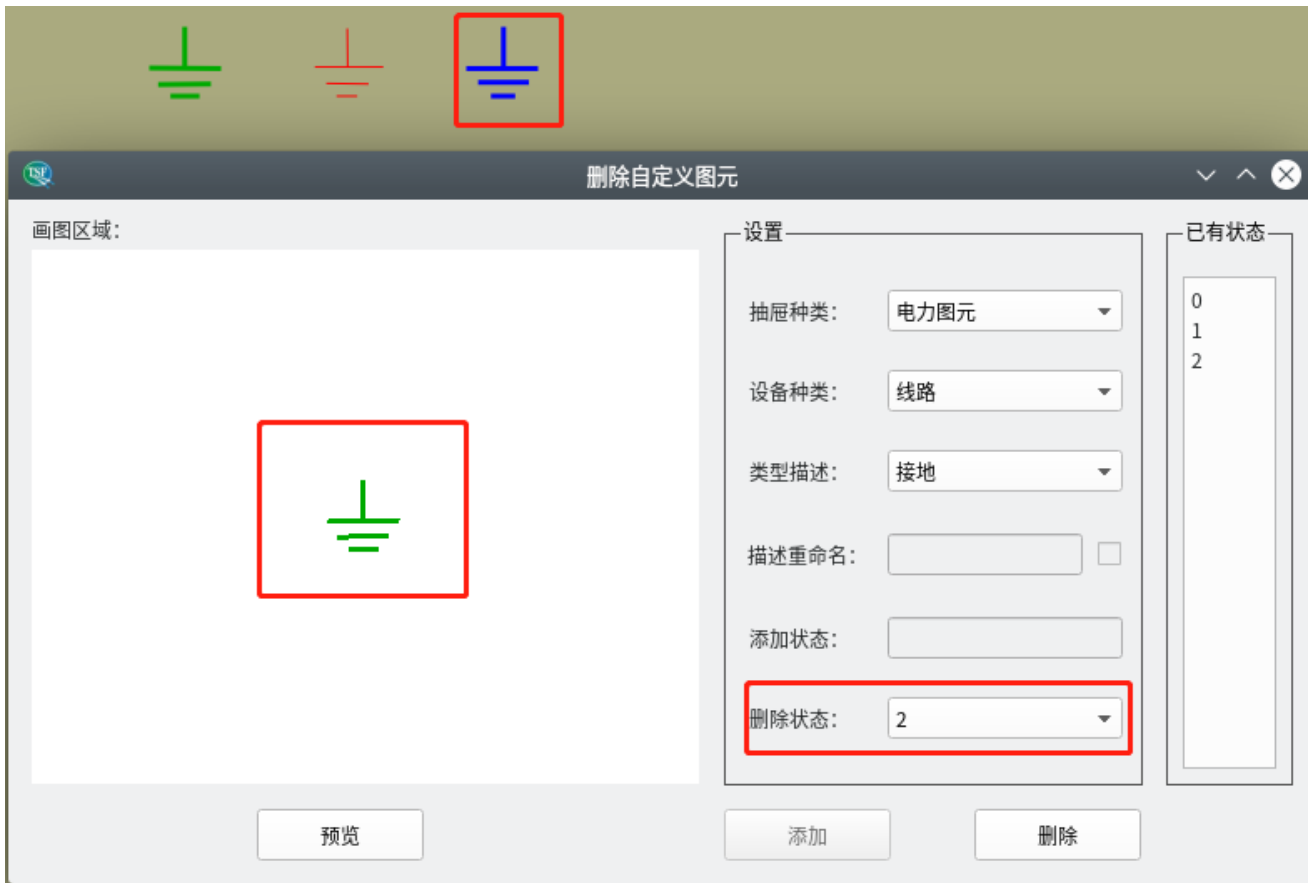 TSF
删除自定义图元
画图区域：
设置
抽屉种类： 电力图元
设备种类： 线路
类型描述： 接地
描述重命名：
添加状态：
删除状态： 2
已有状态
0
1
2
预览
添加
删除